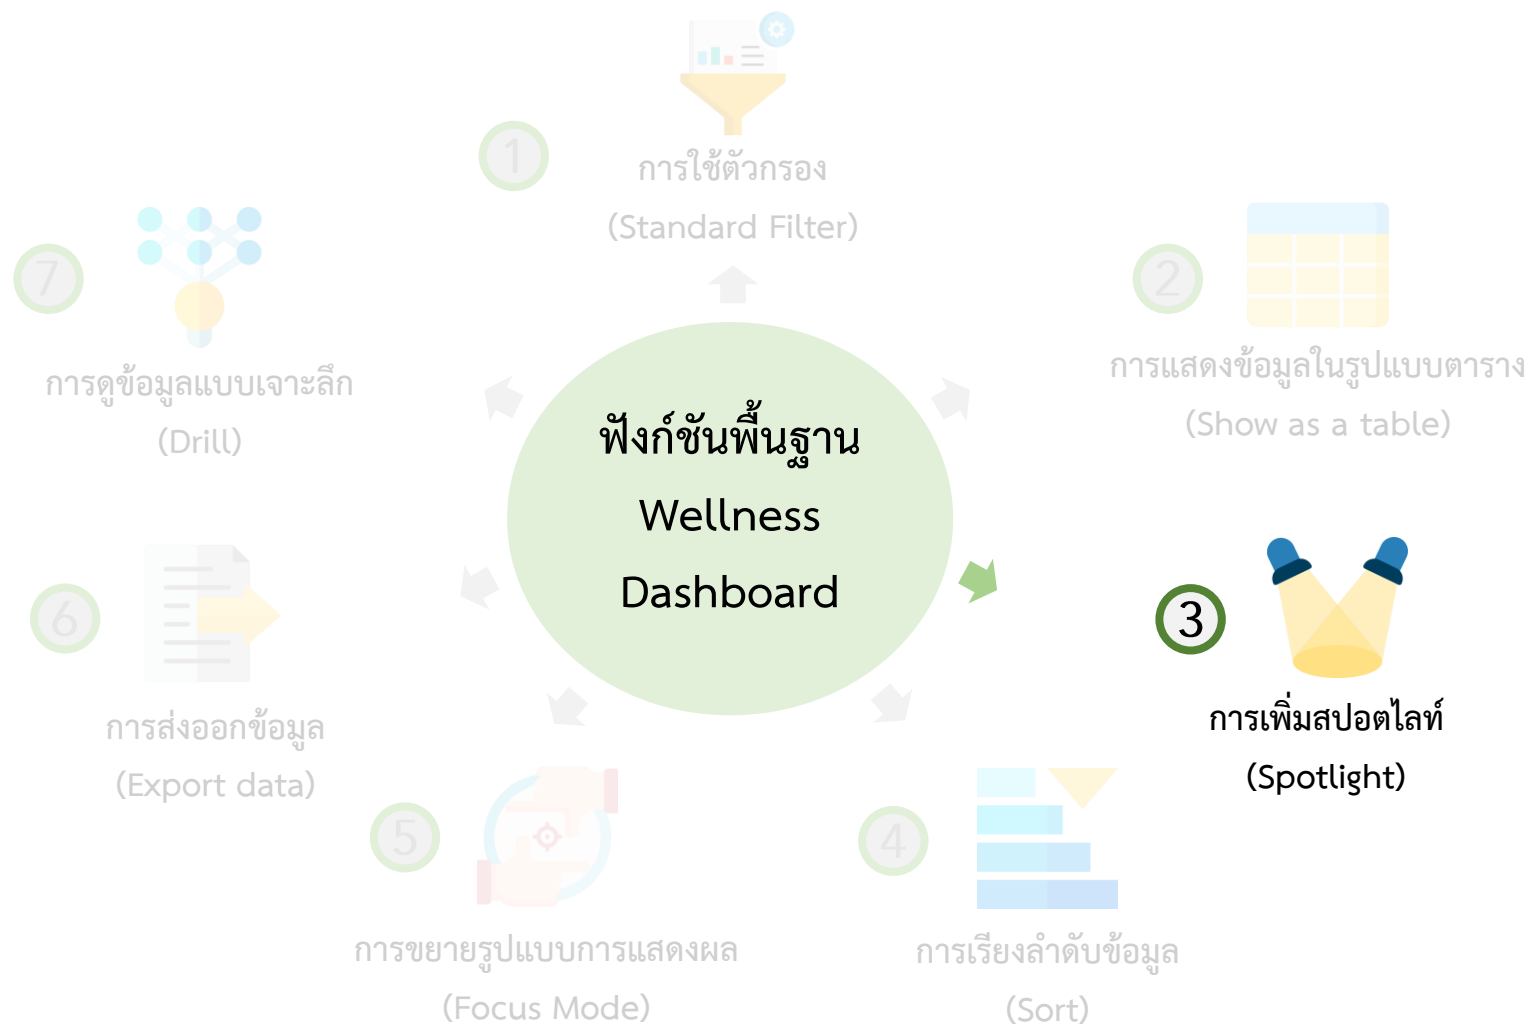 1
การใช้ตัวกรอง
(Standard Filter)
2
การแสดงข้อมูลในรูปแบบตาราง
(Show as a table)
7
การดูข้อมูลแบบเจาะลึก
(Drill)
ฟังก์ชันพื้นฐาน
Wellness
Dashboard
3
การเพิ่มสปอตไลท์
(Spotlight)
6
การส่งออกข้อมูล
(Export data)
5
การขยายรูปแบบการแสดงผล
(Focus Mode)
4
การเรียงลำดับข้อมูล
(Sort)